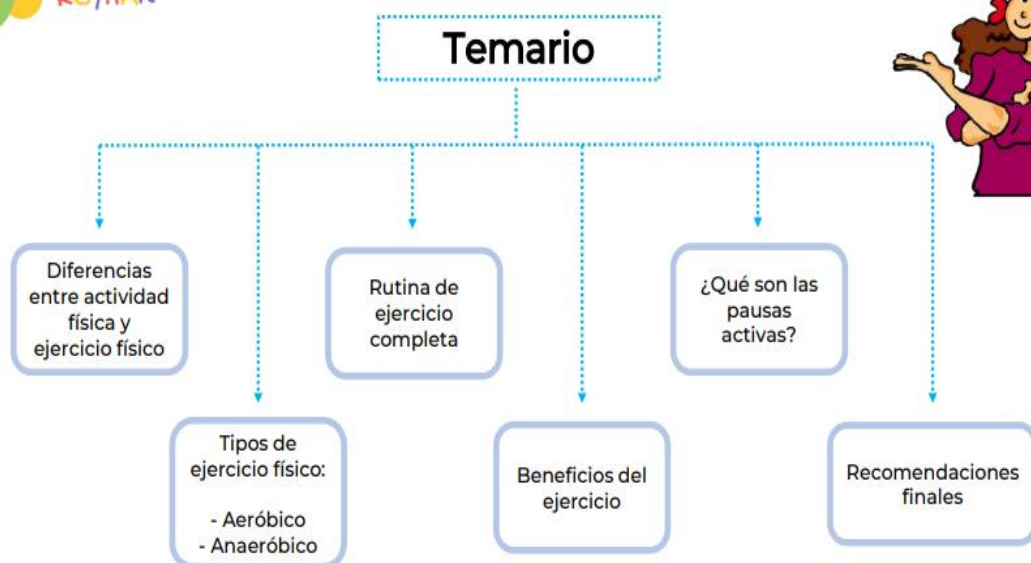 Temario
Diferencias
entre actividad
física y
ejercicio físico
Tipos de
ejercicio físico:
- Aeróbico
- Anaeróbico
Rutina de
ejercicio
completa
Beneficios del
ejercicio
¿Qué son las
pausas
activas?
Recomendaciones
finales